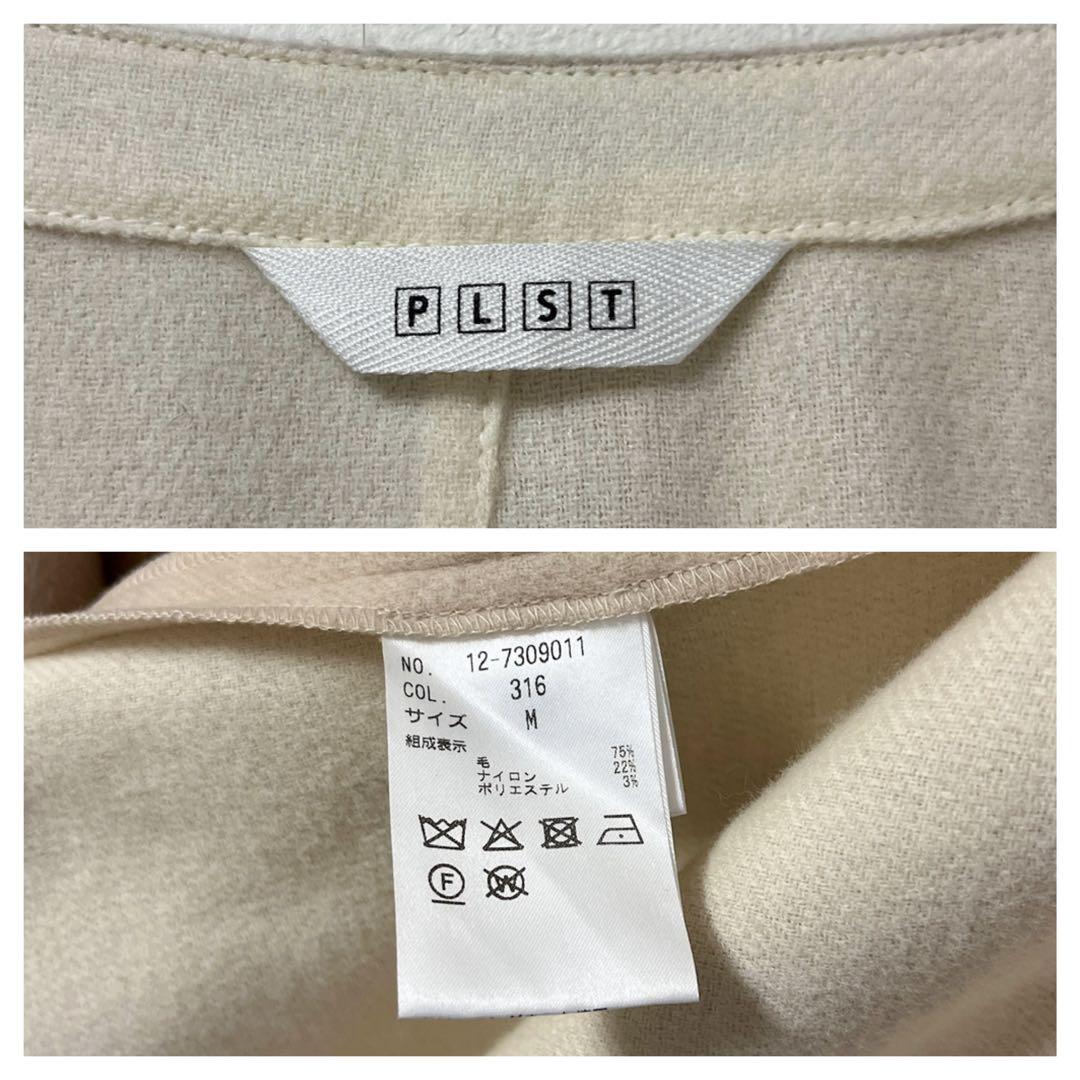 PLST
NO. 12-7309011
COL. 316
サイズ M
組成表示
毛 75%
ナイロン 22%
ポリエステル 3%
F
W